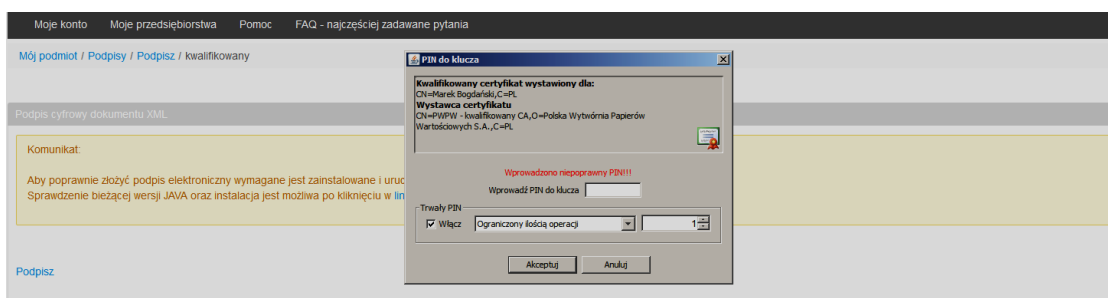 Moje konto Moje przedsiębiorstwa Pomoc FAQ - najczęściej zadawane pytania
Mój podmiot / Podpisy / Podpisz / kwalifikowany
Podpis cyfrowy dokumentu XML
Komunikat:
Aby poprawnie złożyć podpis elektroniczny wymagane jest zainstalowane i uruc
Sprawdzenie bieżącej wersji JAVA oraz instalacja jest możliwa po kliknięciu w lin
Podpisz
PIN do klucza
Kwalifikowany certyfikat wystawiony dla:
CN=Marek Bogdański,C=PL
Wystawca certyfikatu
CN=PWPW - kwalifikowany CA,O=Polska Wytwórnia Papierów
Wartościowych S.A.,C=PL
Wprowadzono niepoprawny PIN!!!
Wprowadź PIN do klucza
Trwały PIN
Włącz Ograniczony ilością operacji 1
Akceptuj Anuluj